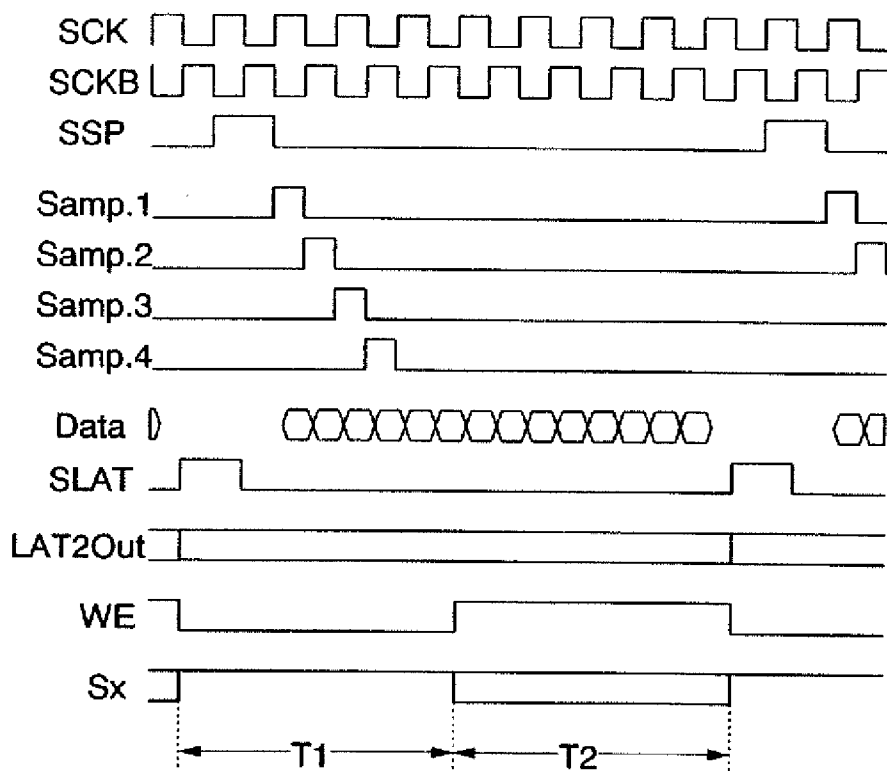 SCK
SCKB
SSP
Samp.1
Samp.2
Samp.3
Samp.4
Data
SLAT
LAT2Out
WE
Sx
T1 T2